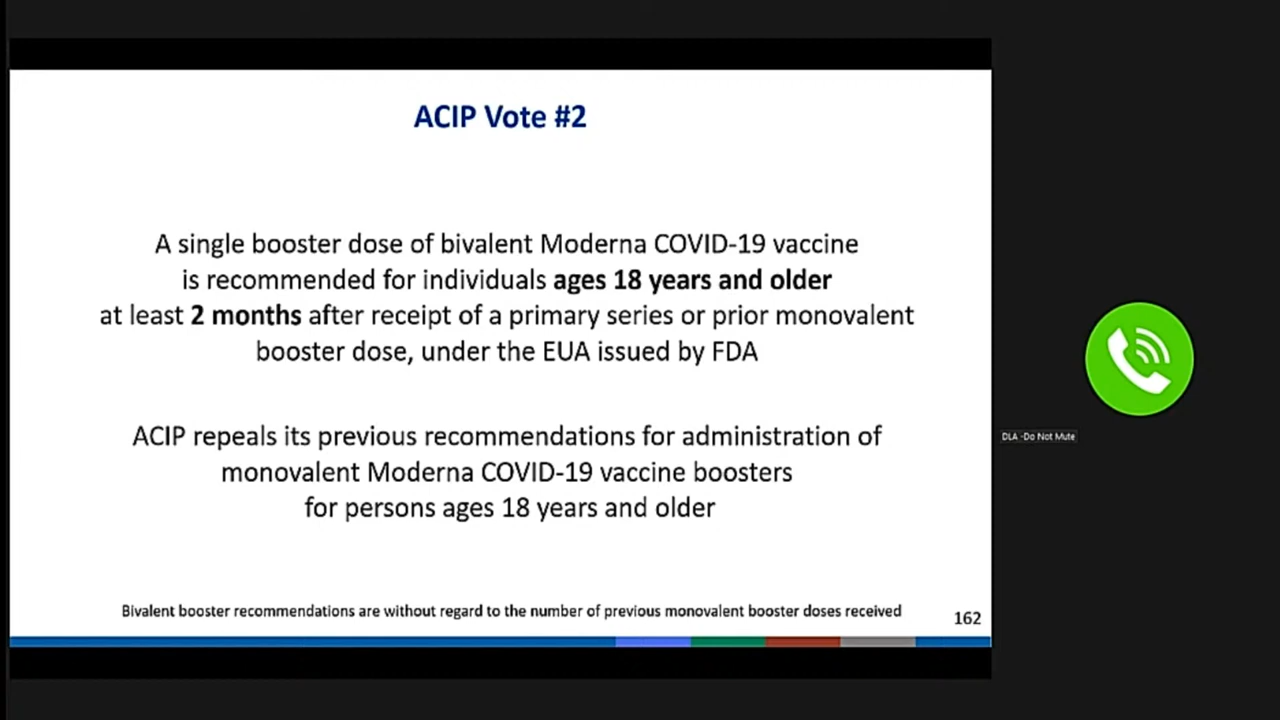 ACIP Vote #2
A single booster dose of bivalent Moderna COVID-19 vaccine
is recommended for individuals ages 18 years and older
at least 2 months after receipt of a primary series or prior monovalent
booster dose, under the EUA issued by FDA
ACIP repeals its previous recommendations for administration of
monovalent Moderna COVID-19 vaccine boosters
for persons ages 18 years and older
Bivalent booster recommendations are without regard to the number of previous monovalent booster doses received
162
DLA -Do Not Mute